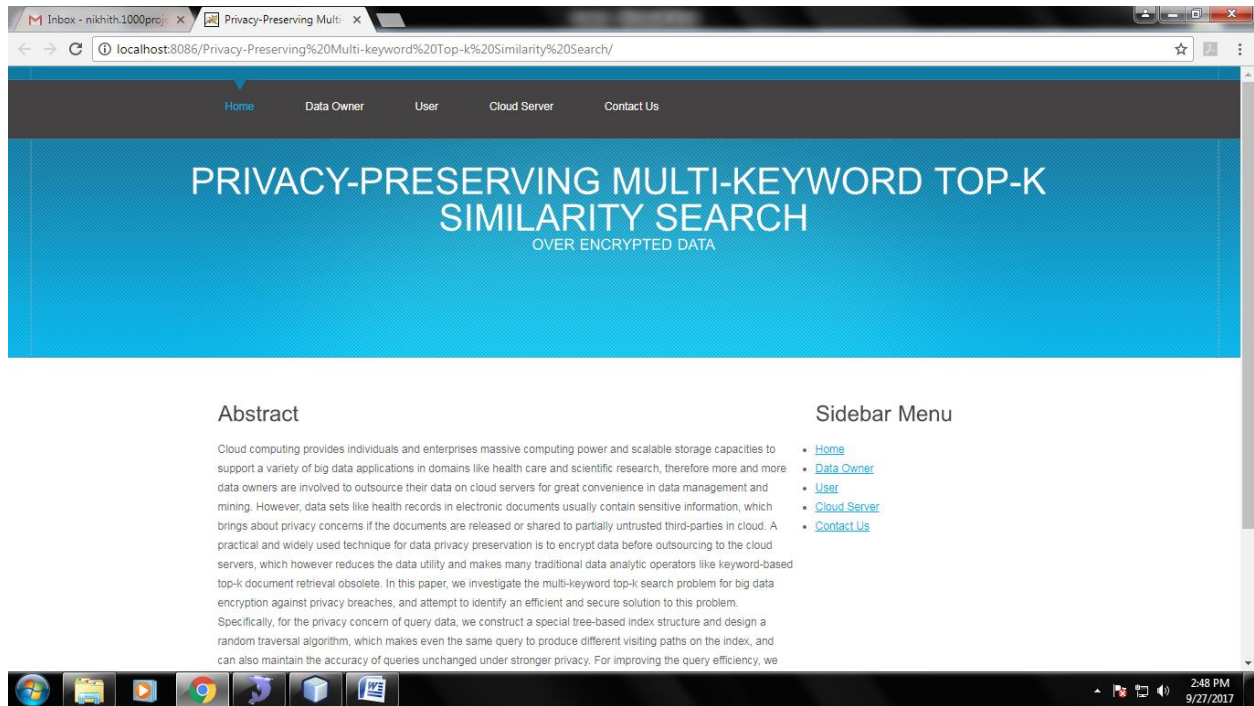 Inbox - nikhith.1000proje
Privacy-Preserving Multi-
localhost:8086/Privacy-Preserving%20Multi-keyword%20Top-k%20Similarity%20Search/
Home Data Owner User Cloud Server Contact Us
PRIVACY-PRESERVING MULTI-KEYWORD TOP-K
SIMILARITY SEARCH
OVER ENCRYPTED DATA
Abstract
Cloud computing provides individuals and enterprises massive computing power and scalable storage capacities to
support a variety of big data applications in domains like health care and scientific research, therefore more and more
data owners are involved to outsource their data on cloud servers for great convenience in data management and
mining. However, data sets like health records in electronic documents usually contain sensitive information, which
brings about privacy concerns if the documents are released or shared to partially untrusted third-parties in cloud. A
practical and widely used technique for data privacy preservation is to encrypt data before outsourcing to the cloud
servers, which however reduces the data utility and makes many traditional data analytic operators like keyword-based
top-k document retrieval obsolete. In this paper, we investigate the multi-keyword top-k search problem for big data
encryption against privacy breaches, and attempt to identify an efficient and secure solution to this problem.
Specifically, for the privacy concern of query data, we construct a special tree-based index structure and design a
random traversal algorithm, which makes even the same query to produce different visiting paths on the index, and
can also maintain the accuracy of queries unchanged under stronger privacy. For improving the query efficiency, we
Sidebar Menu
Home
Data Owner
User
Cloud Server
Contact Us
2:48 PM
9/27/2017